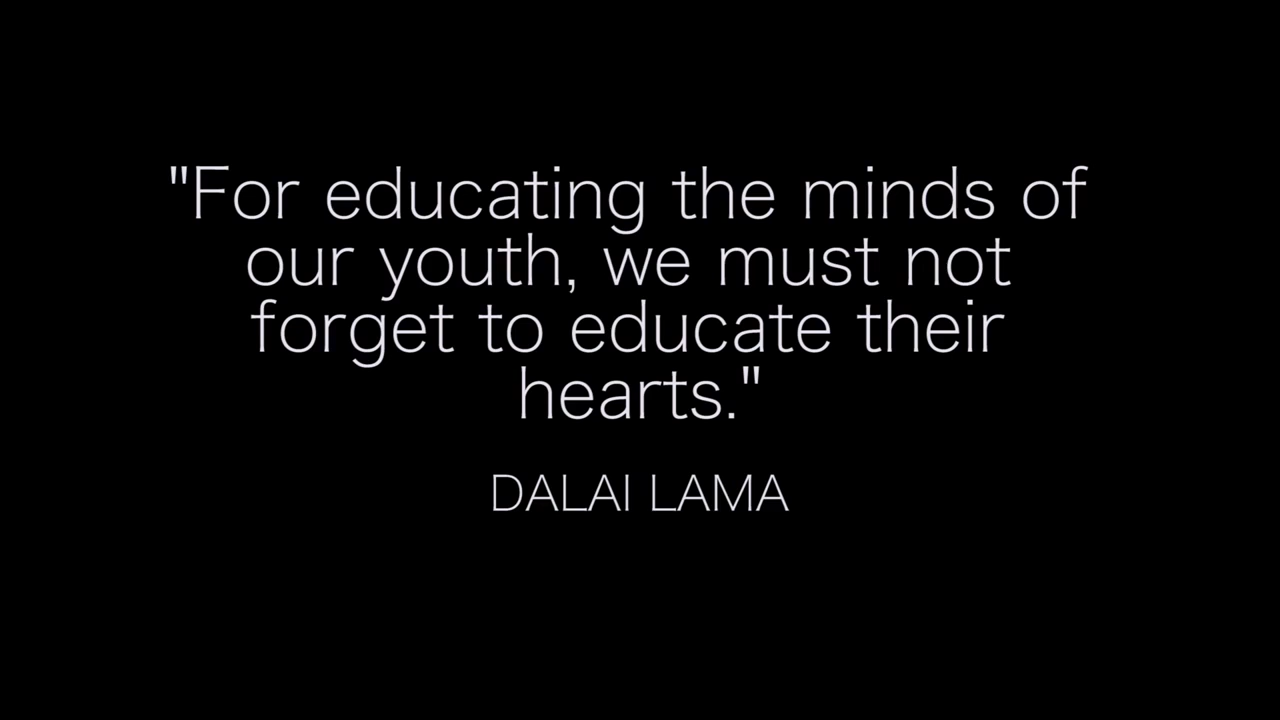 "For educating the minds of
our youth, we must not
forget to educate their
hearts."
DALAI LAMA